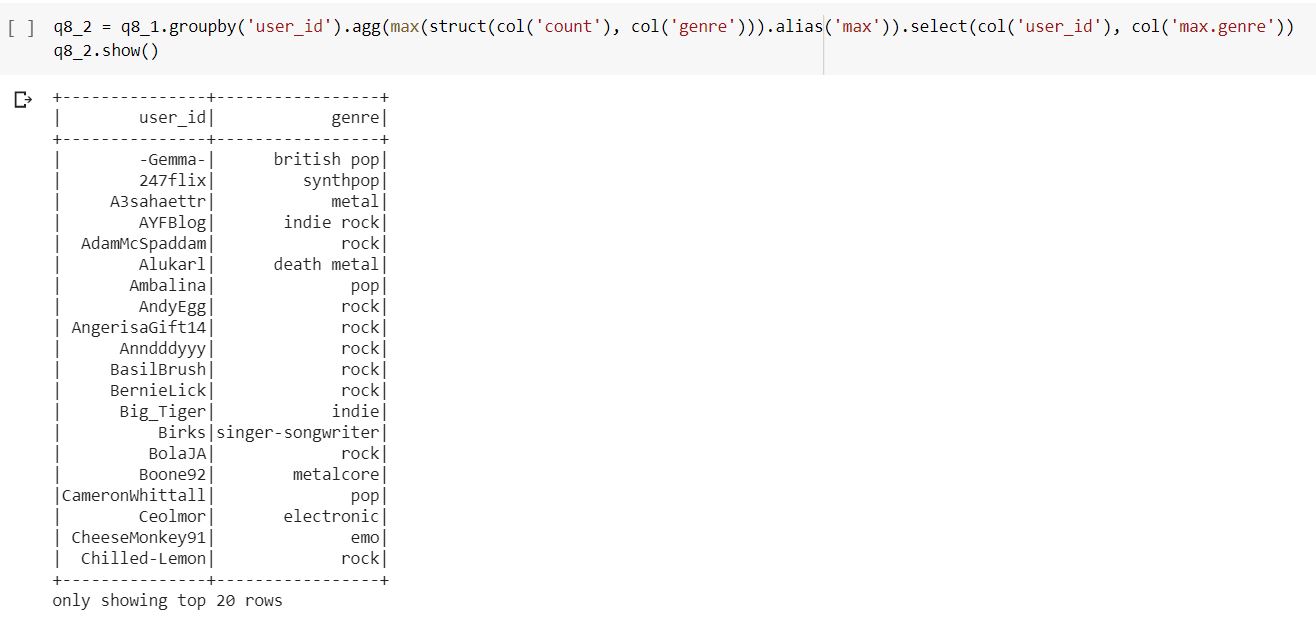 [ ] q8_2 = q8_1.groupby('user_id').agg(max(struct(col('count'), col('genre'))).alias('max')).select(col('user_id'), col('max.genre'))
q8_2.show()
+---------------+-----------------+
|        user_id|            genre|
+---------------+-----------------+
|        -Gemma-|      british pop|
|        247flix|         synthpop|
|     A3sahaettr|            metal|
|        AYFBlog|       indie rock|
|  AdamMcSpaddam|             rock|
|        Alukarl|      death metal|
|       Ambalina|              pop|
|        AndyEgg|             rock|
| AngerisaGift14|             rock|
|      Anndddyyy|             rock|
|     BasilBrush|             rock|
|     BernieLick|             rock|
|      Big_Tiger|            indie|
|          Birks|singer-songwriter|
|         BolaJA|             rock|
|        Boone92|        metalcore|
|CameronWhittall|              pop|
|        Ceolmor|       electronic|
| CheeseMonkey91|              emo|
|  Chilled-Lemon|             rock|
+---------------+-----------------+
only showing top 20 rows